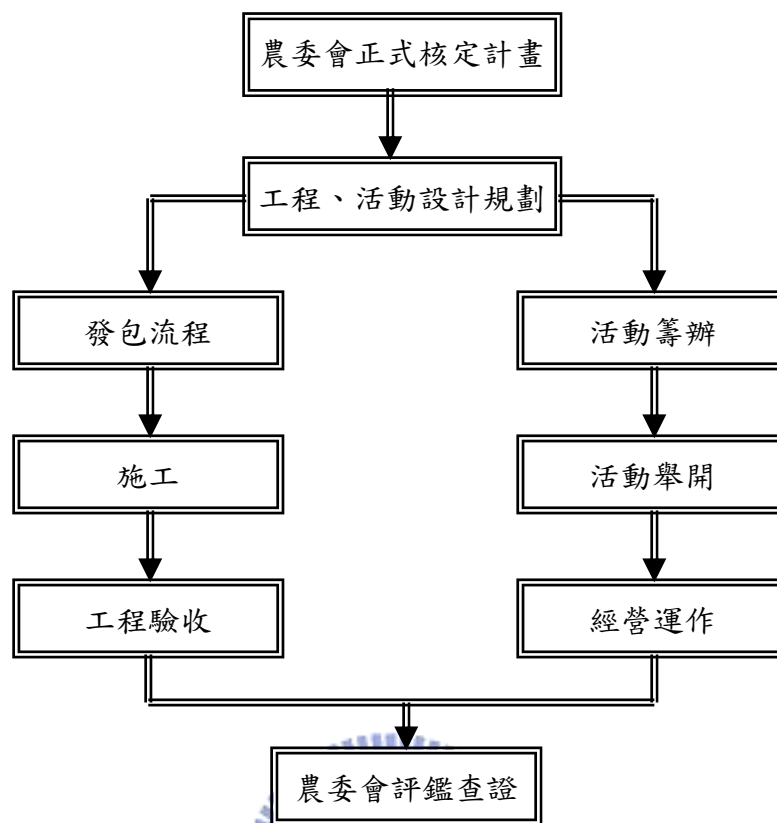 農委會正式核定計畫
工程、活動設計規劃
發包流程
活動籌辦
施工
活動舉開
工程驗收
經營運作
農委會評鑑查證